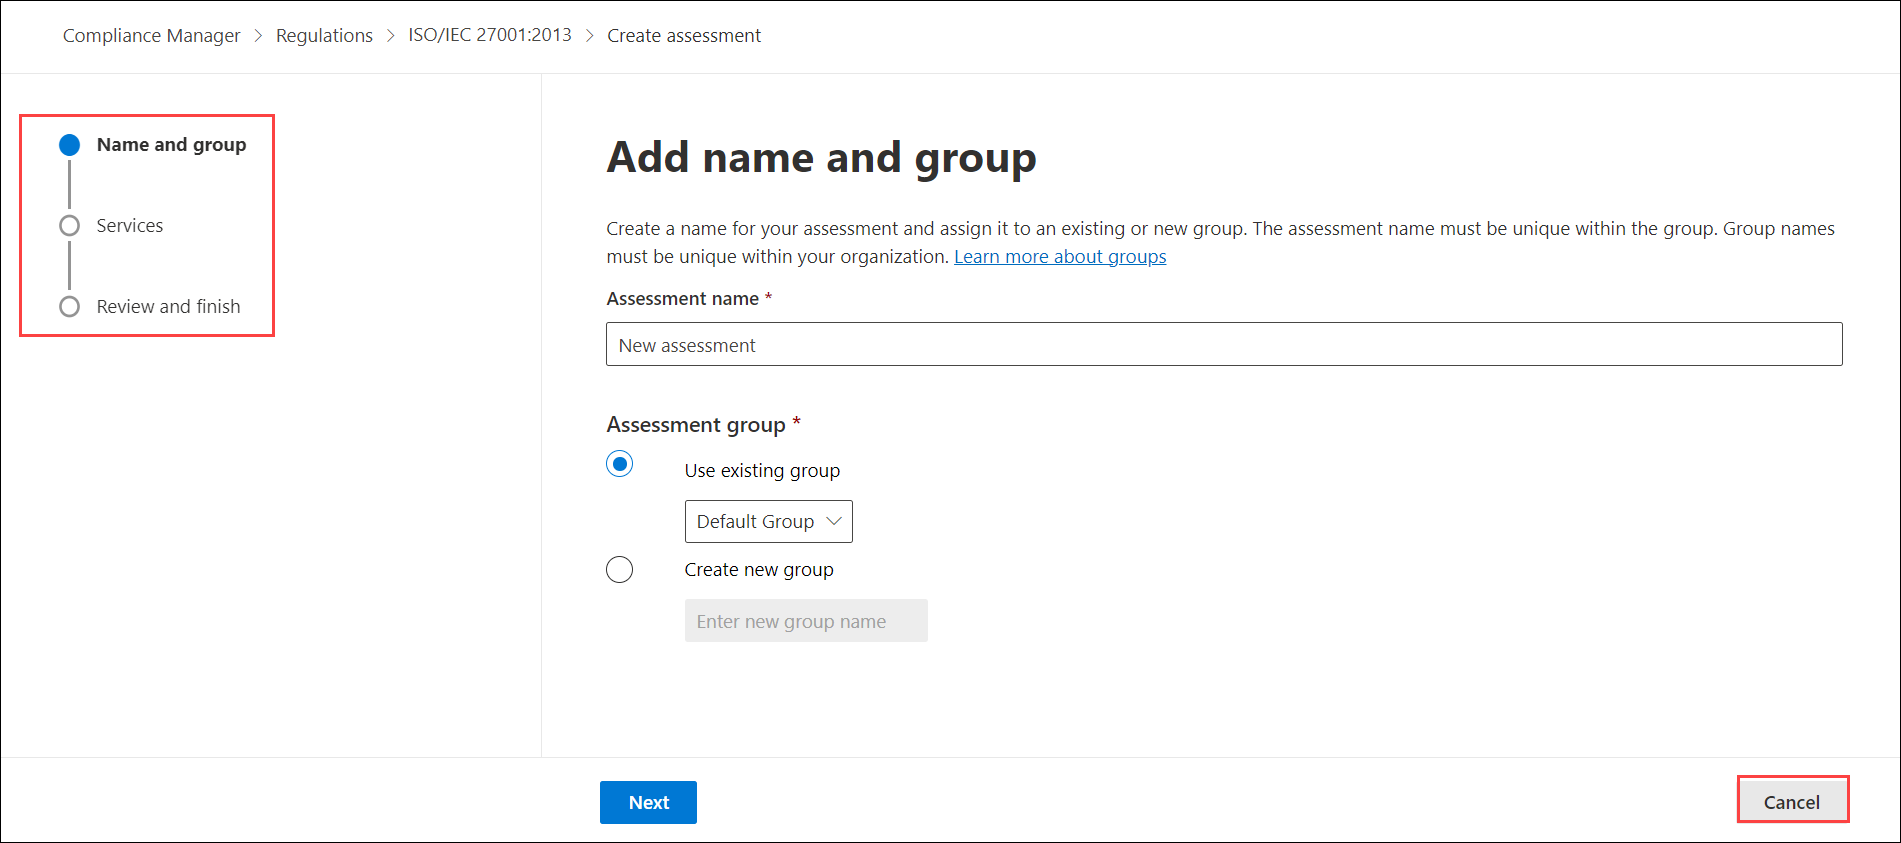 Compliance Manager > Regulations > ISO/IEC 27001:2013 > Create assessment
Name and group
Services
Review and finish
Add name and group
Create a name for your assessment and assign it to an existing or new group. The assessment name must be unique within the group. Group names
must be unique within your organization. Learn more about groups
Assessment name *
New assessment
Assessment group *
Use existing group
Default Group
Create new group
Enter new group name
Next
Cancel